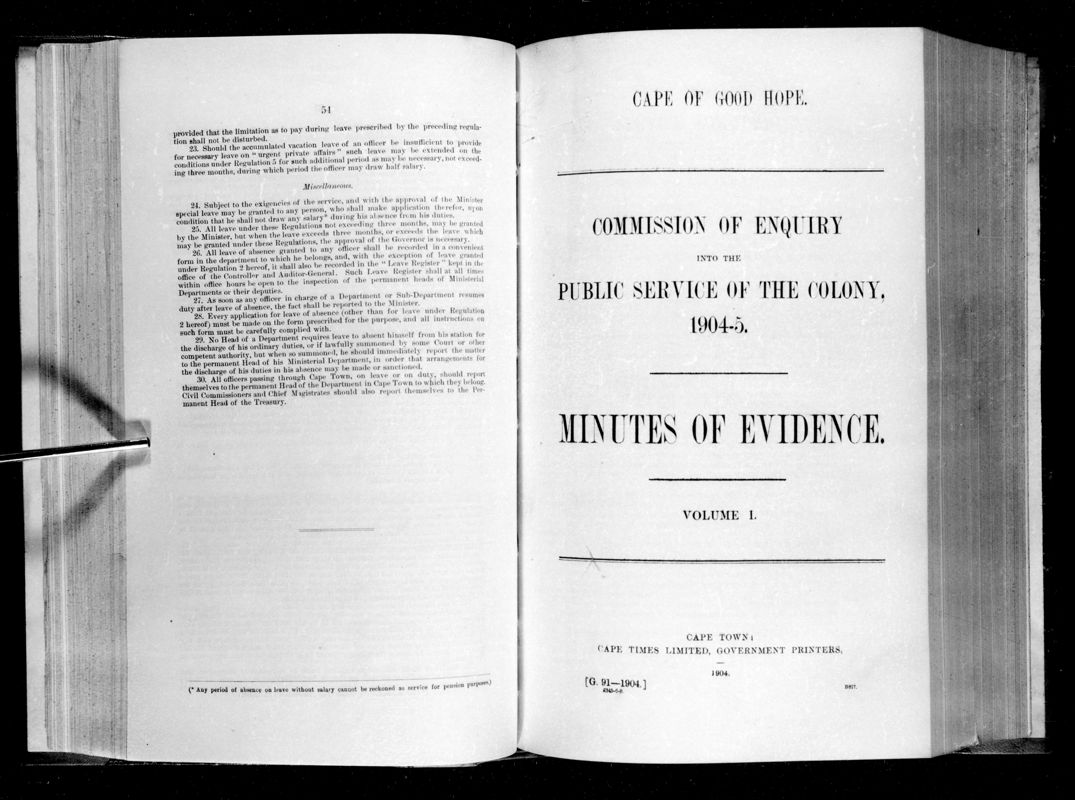 54
provided that the limitation as to pay during leave prescribed by the preceding regula-
tion shall not be disturbed.
23. Should the accumulated vacation leave of an officer be insufficient to provide
for necessary leave on "urgent private affairs" such leave may be extended on the
conditions under Regulation 5 for such additional period as may be necessary, not exceed-
ing three months, during which period the officer may draw half salary.
Miscellaneous.
24. Subject to the exigencies of the service, and with the approval of the Minister
special leave may be granted to any person, who shall make application therefor, upon
condition that he shall not draw any salary* during his absence from his duties.
25. All leave under these Regulations not exceeding three months, may be granted
by the Minister, but when the leave exceeds three months, or exceeds the leave which
may be granted under these Regulations, the approval of the Governor is necessary.
26. All leave of absence granted to any officer shall be recorded in a convenient
form in the department to which he belongs, and, with the exception of leave granted
under Regulation 2 hereof, it shall also be recorded in the "Leave Register" kept in the
office of the Controller and Auditor-General. Such Leave Register shall at all times
within office hours be open to the inspection of the permanent heads of Ministerial
Departments or their deputies.
27. As soon as any officer in charge of a Department or Sub-Department resumes
duty after leave of absence, the fact shall be reported to the Minister.
28. Every application for leave of absence (other than for leave under Regulation
2 hereof) must be made on the form prescribed for the purpose, and all instructions on
such form must be carefully complied with.
29. No Head of a Department requires leave to absent himself from his station for
the discharge of his ordinary duties, or if lawfully summoned by some Court or other
competent authority, but when so summoned, he should immediately report the matter
to the permanent Head of his Ministerial Department, in order that arrangements for
the discharge of his duties in his absence may be made or sanctioned.
30. All officers passing through Cape Town, on leave or on duty, should report
themselves to the permanent Head of the Department in Cape Town to which they belong.
Civil Commissioners and Chief Magistrates should also report themselves to the Per-
manent Head of the Treasury.
(* Any period of absence on leave without salary cannot be reckoned as service for pension purposes.)
CAPE OF GOOD HOPE.
COMMISSION OF ENQUIRY
INTO THE
PUBLIC SERVICE OF THE COLONY,
1904-5.
MINUTES OF EVIDENCE.
VOLUME I.
CAPE TOWN:
CAPE TIMES LIMITED, GOVERNMENT PRINTERS,
1904.
[G. 91—1904.]